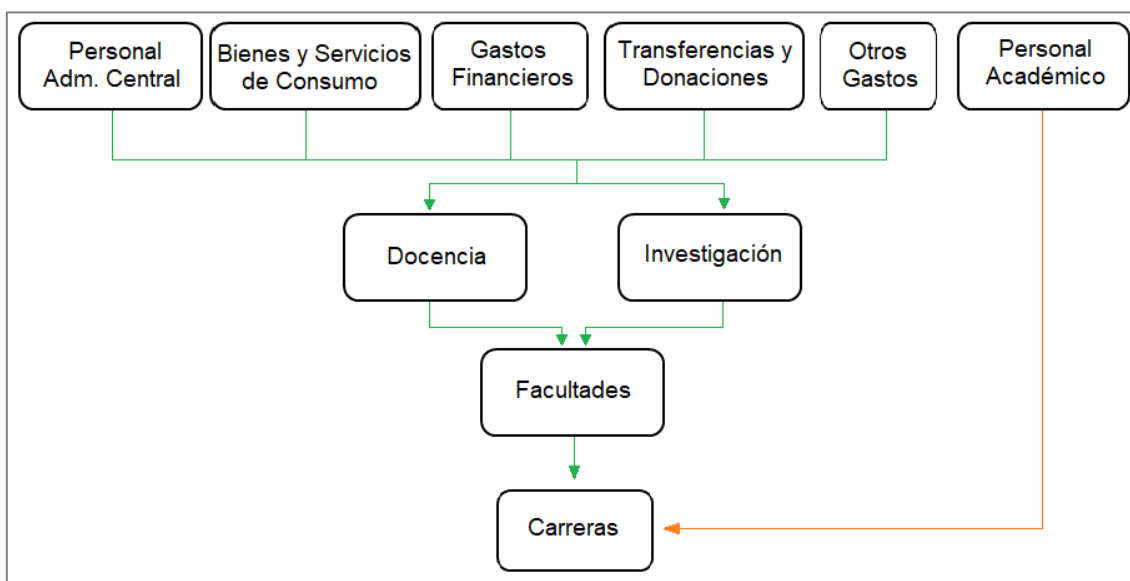 Personal
Adm. Central
Bienes y Servicios
de Consumo
Gastos
Financieros
Transferencias y
Donaciones
Otros
Gastos
Personal
Académico
Docencia
Investigación
Facultades
Carreras